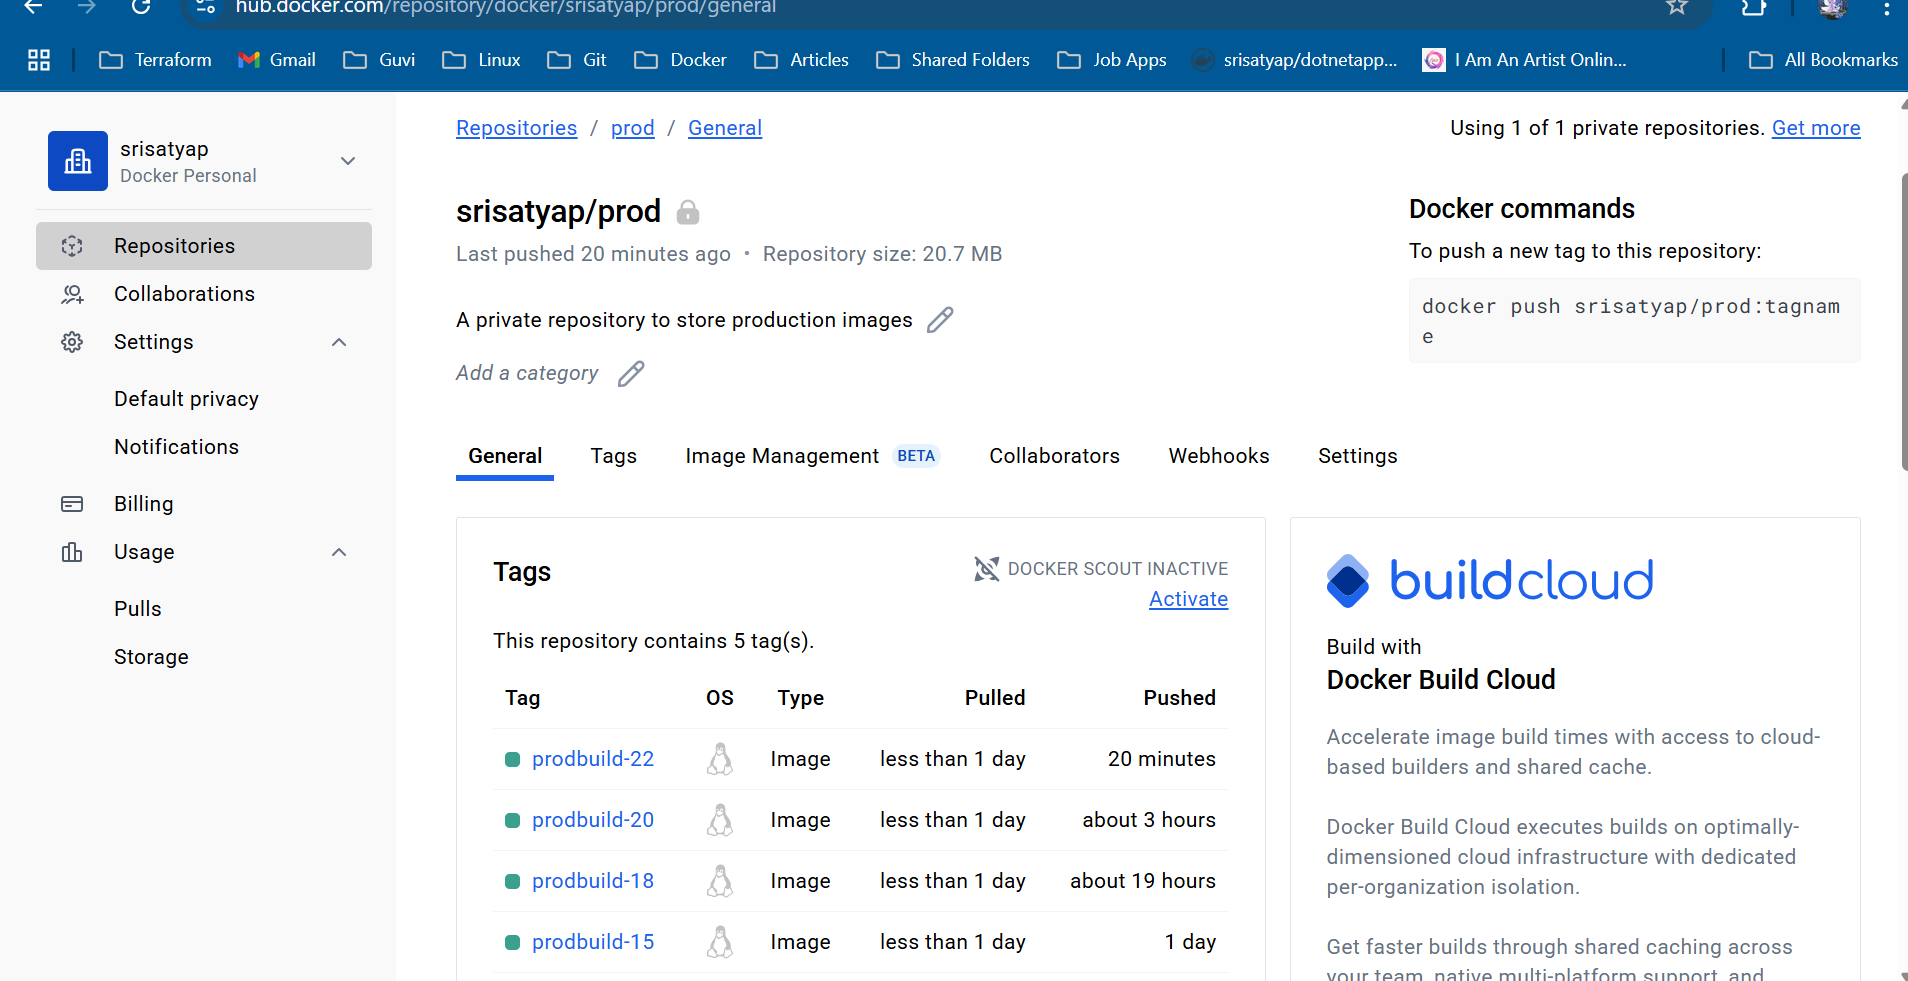 hub.docker.com/repository/docker/srisatyap/prod/general
Terraform Gmail Guvi Linux Git Docker Articles Shared Folders Job Apps srisatyap/dotnetapp... I Am An Artist Onlin... All Bookmarks
srisatyap
Docker Personal
Repositories
Collaborations
Settings
Default privacy
Notifications
Billing
Usage
Pulls
Storage
Repositories / prod / General
Using 1 of 1 private repositories. Get more
srisatyap/prod
Last pushed 20 minutes ago • Repository size: 20.7 MB
A private repository to store production images
Add a category
Docker commands
To push a new tag to this repository:
docker push srisatyap/prod:tagnam
e
General Tags Image Management BETA Collaborators Webhooks Settings
Tags
DOCKER SCOUT INACTIVE
Activate
This repository contains 5 tag(s).
Tag OS Type Pulled Pushed
prodbuild-22 Image less than 1 day 20 minutes
prodbuild-20 Image less than 1 day about 3 hours
prodbuild-18 Image less than 1 day about 19 hours
prodbuild-15 Image less than 1 day 1 day
buildcloud
Build with
Docker Build Cloud
Accelerate image build times with access to cloud-
based builders and shared cache.
Docker Build Cloud executes builds on optimally-
dimensioned cloud infrastructure with dedicated
per-organization isolation.
Get faster builds through shared caching across
your team, native multi-platform support, and